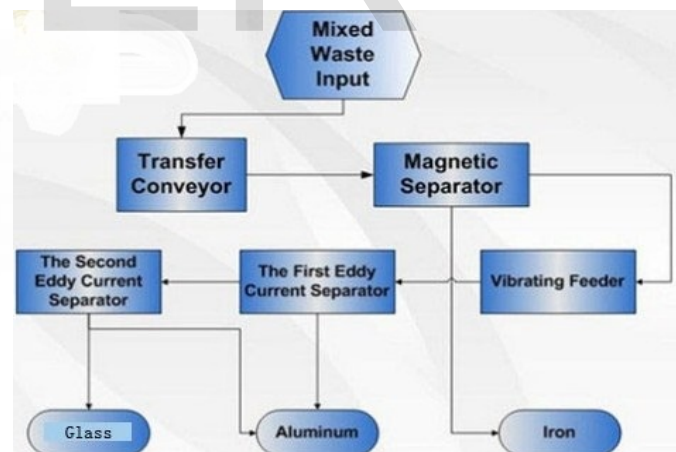 Mixed
Waste
Input
Transfer
Conveyor
Magnetic
Separator
The Second
Eddy Current
Separator
The First Eddy
Current Separator
Vibrating Feeder
Glass
Aluminum
Iron